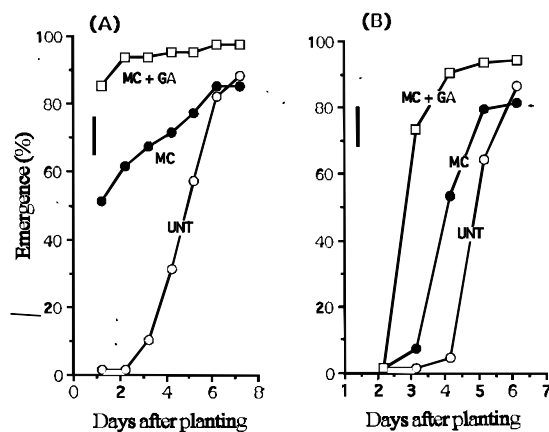 (A)
(B)
Emergence (%)
100
80
60
40
20
0
MC + GA
MC
UNT
0
2
4
6
8
Days after planting
100
80
60
40
20
0
MC + GA
MC
UNT
1
2
3
4
5
6
7
Days after planting